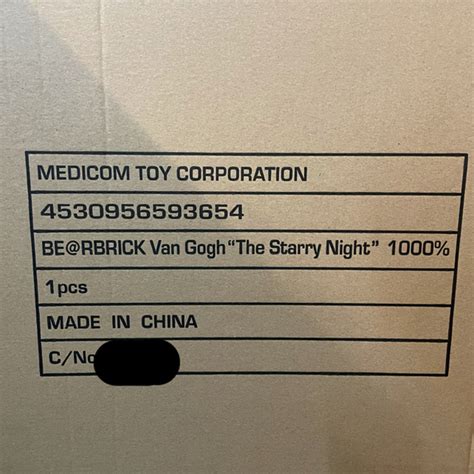 MEDICOM TOY CORPORATION
4530956593654
BE@RBRICK Van Gogh "The Starry Night" 1000%
1pcs
MADE IN CHINA
C/No